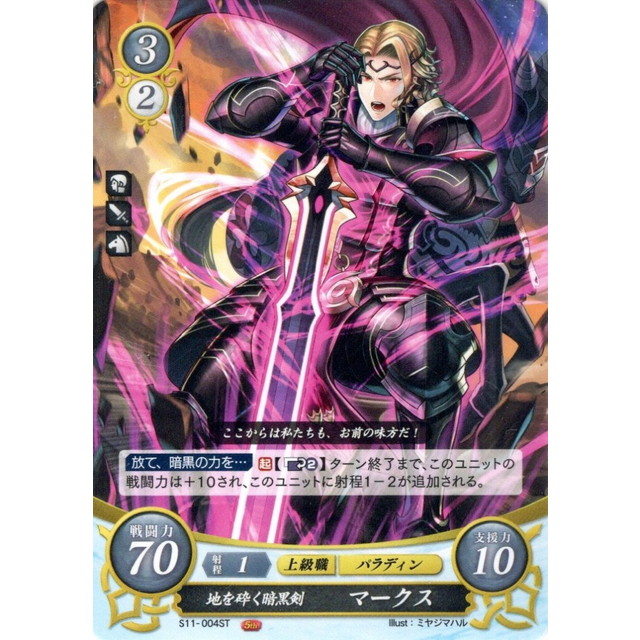 3
2
ここからは私たちも、お前の味方だ！
放て、暗黒の力を… 起【2】ターン終了まで、このユニットの
戦闘力は＋10され、このユニットに射程1－2が追加される。
戦闘力 70
射程 1
上級職
パラディン
支援力 10
地を砕く暗黒剣 マークス
S11-004ST
Illust：ミヤジマハル